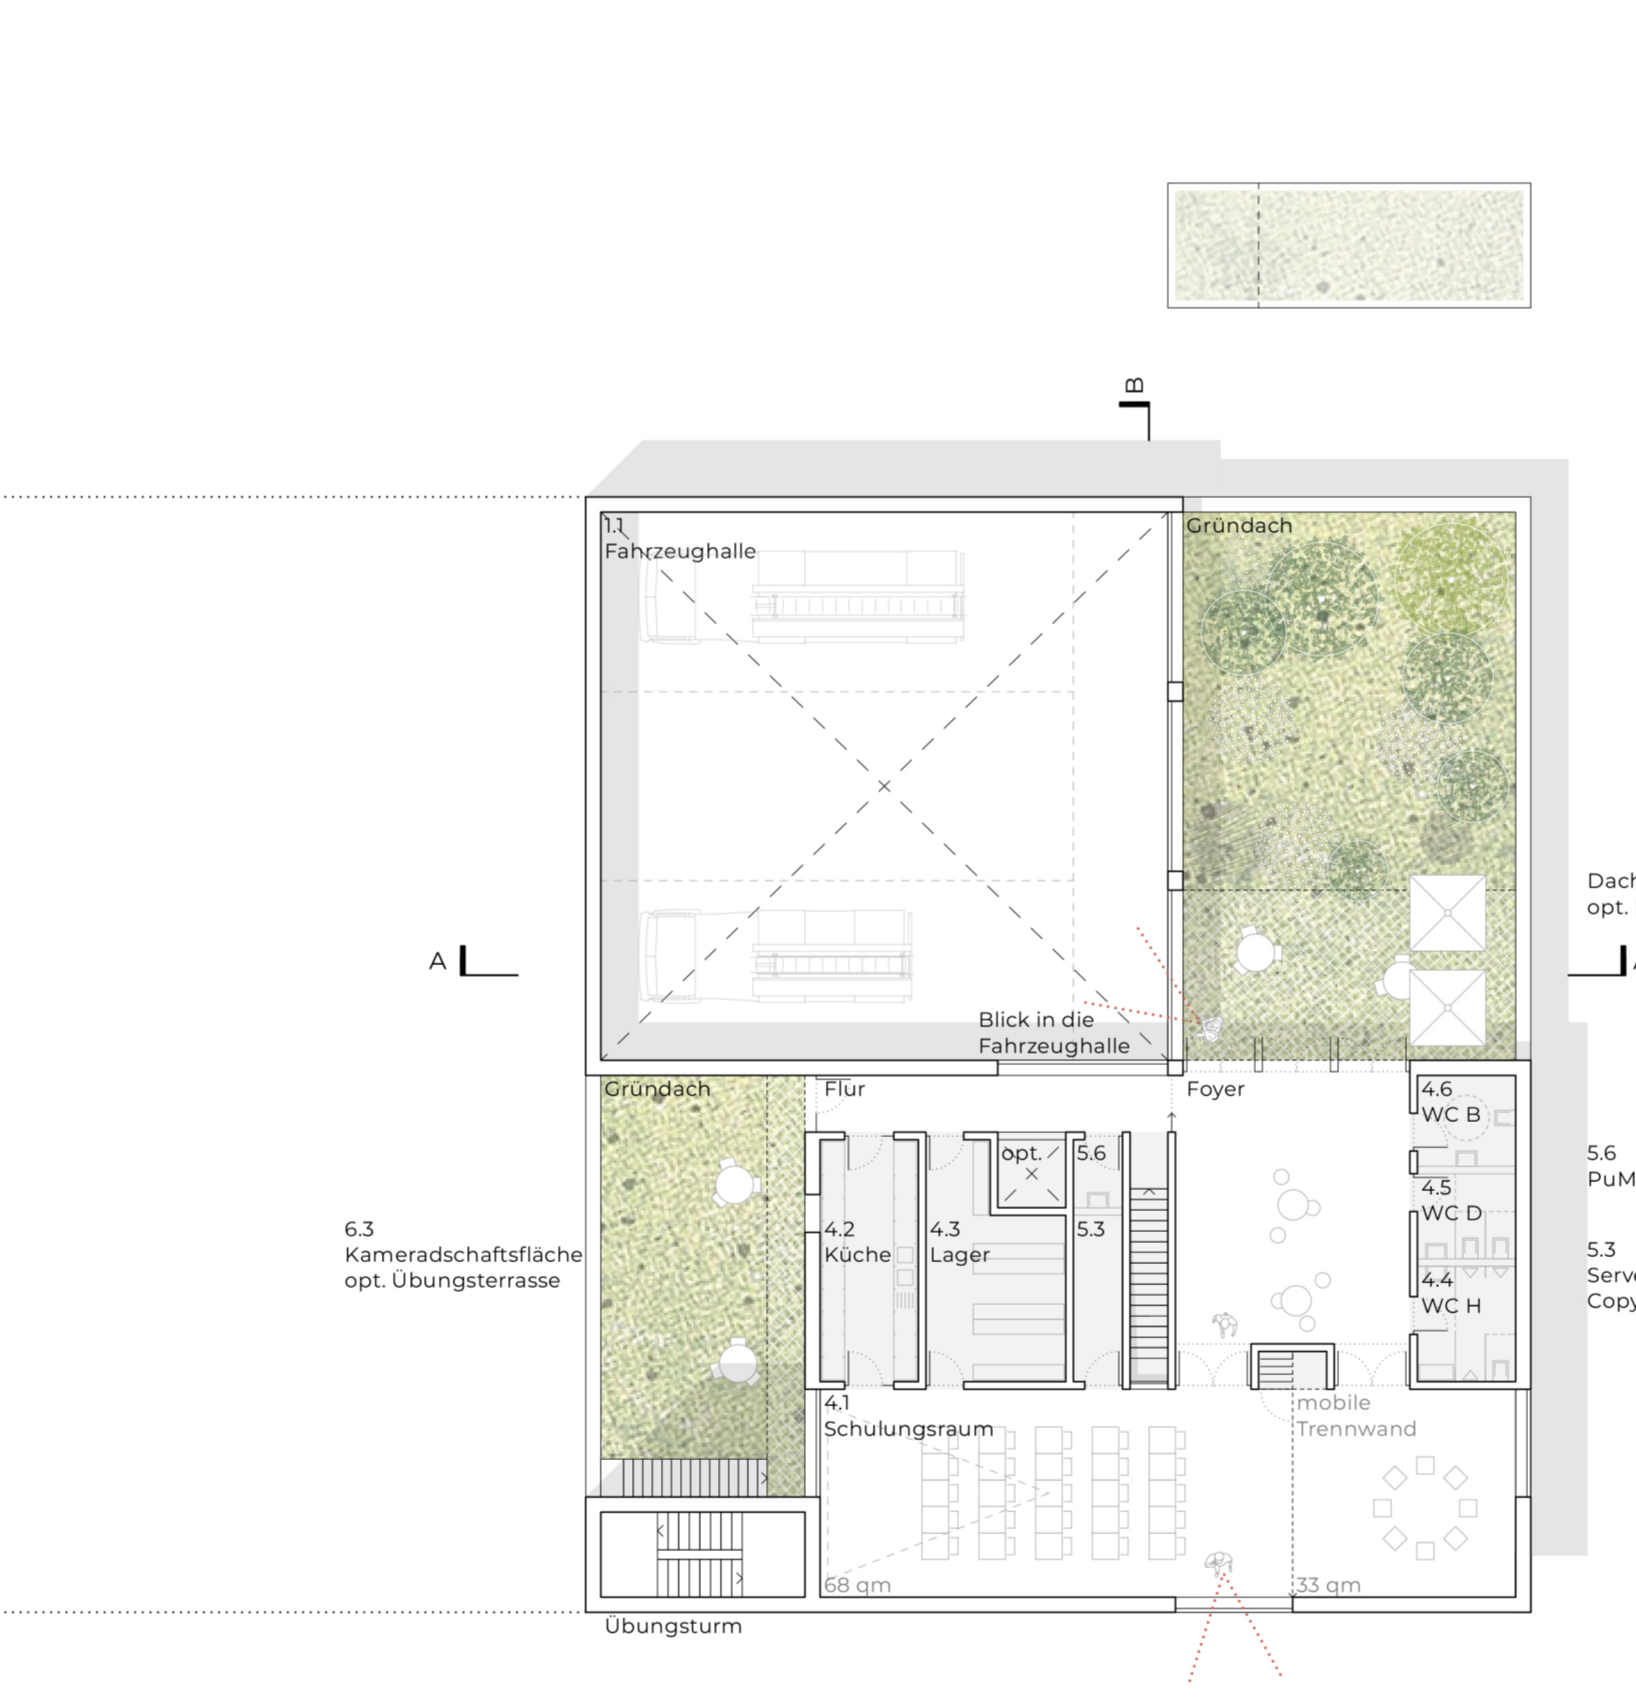 B
1.1
Fahrzeughalle
Gründach
Dach
opt.
A
Blick in die
Fahrzeughalle
Gründach
Flur
Foyer
4.6
WC B
opt.
5.6
5.6
PuM
4.5
WC D
6.3
Kameradschaftsfläche
opt. Übungsterrasse
4.2
Küche
4.3
Lager
5.3
5.3
Serve
Copy
4.4
WC H
4.1
Schulungsraum
mobile
Trennwand
68 qm
33 qm
Übungsturm